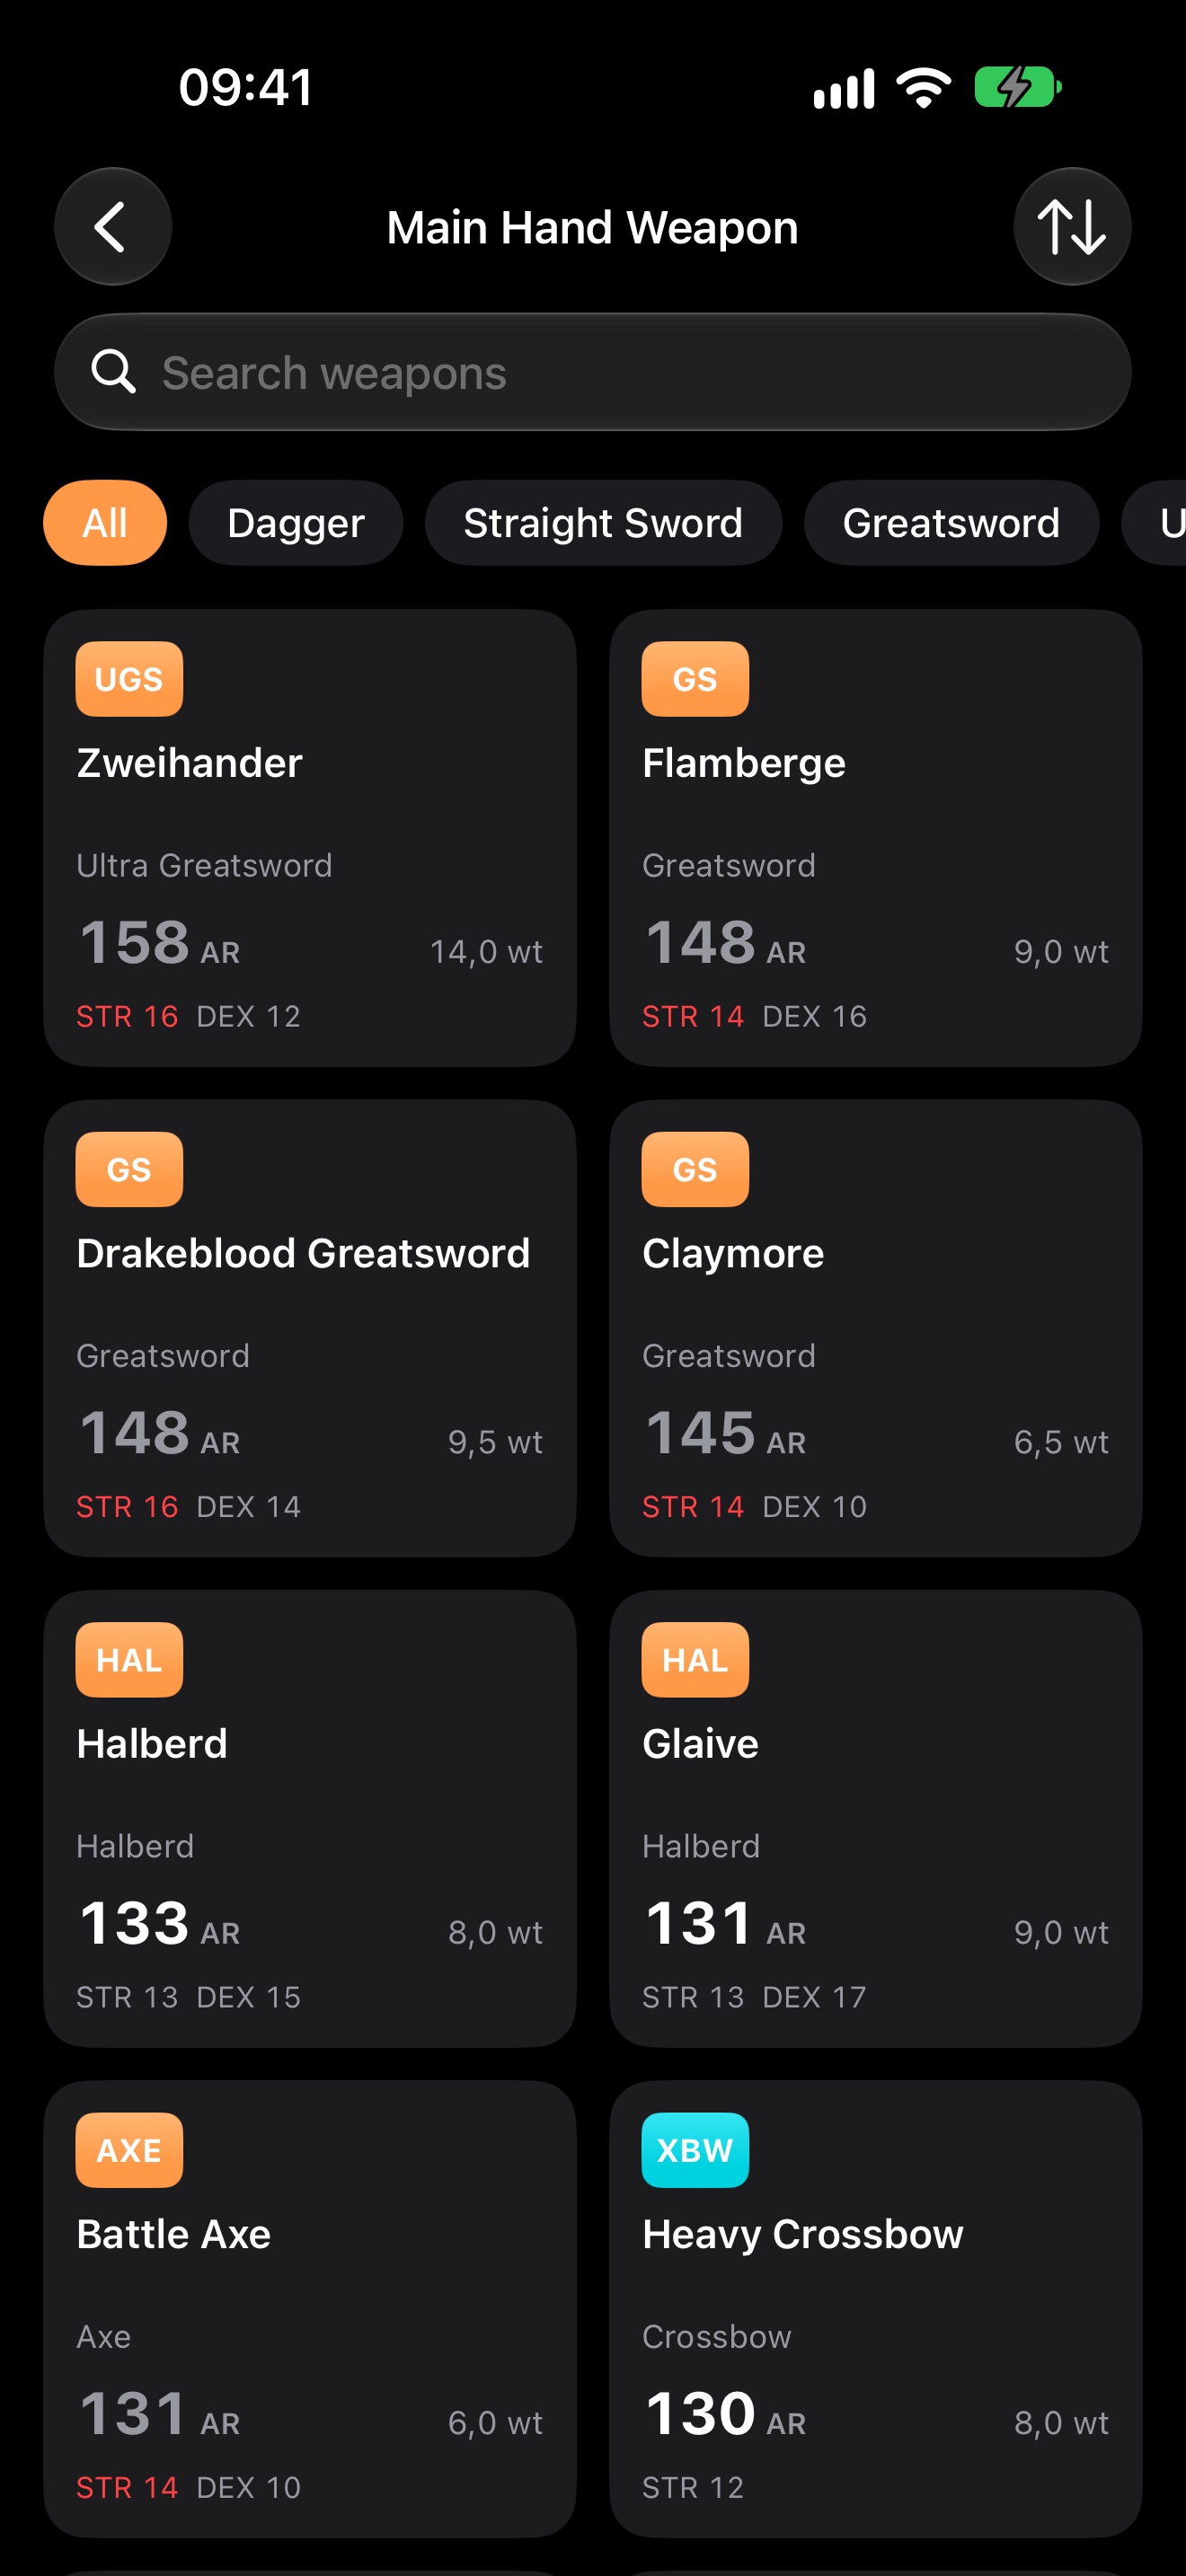 09:41
Main Hand Weapon
Search weapons
All Dagger Straight Sword Greatsword
UGS
Zweihander
Ultra Greatsword
158 AR 14,0 wt
STR 16 DEX 12
GS
Flamberge
Greatsword
148 AR 9,0 wt
STR 14 DEX 16
GS
Drakeblood Greatsword
Greatsword
148 AR 9,5 wt
STR 16 DEX 14
GS
Claymore
Greatsword
145 AR 6,5 wt
STR 14 DEX 10
HAL
Halberd
Halberd
133 AR 8,0 wt
STR 13 DEX 15
HAL
Glaive
Halberd
131 AR 9,0 wt
STR 13 DEX 17
AXE
Battle Axe
Axe
131 AR 6,0 wt
STR 14 DEX 10
XBW
Heavy Crossbow
Crossbow
130 AR 8,0 wt
STR 12